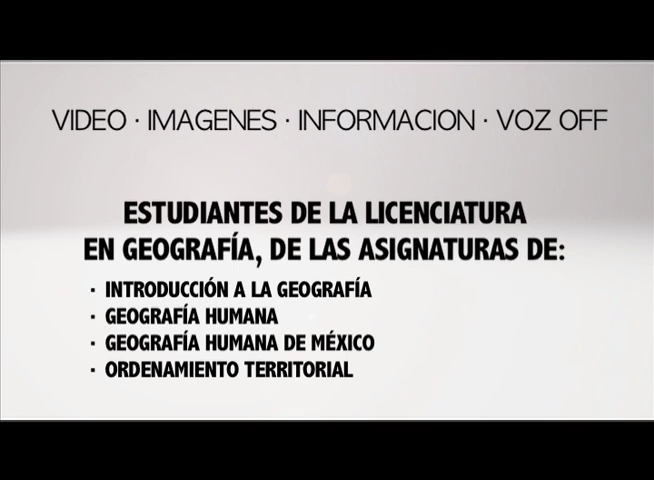 VIDEO · IMAGENES · INFORMACION · VOZ OFF
ESTUDIANTES DE LA LICENCIATURA
EN GEOGRAFÍA, DE LAS ASIGNATURAS DE:
· INTRODUCCIÓN A LA GEOGRAFÍA
· GEOGRAFÍA HUMANA
· GEOGRAFÍA HUMANA DE MÉXICO
· ORDENAMIENTO TERRITORIAL